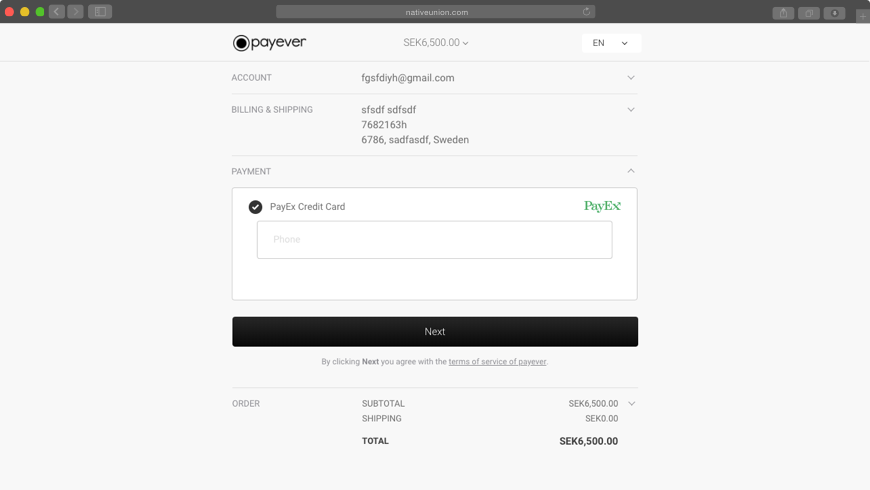 nativeunion.com
payever
SEK6,500.00
EN
ACCOUNT
fgsfdiyh@gmail.com
BILLING & SHIPPING
sfsdf sdfsdf
7682163h
6786, sadfasdf, Sweden
PAYMENT
PayEx Credit Card
PayEx
Phone
Next
By clicking Next you agree with the terms of service of payever.
ORDER
SUBTOTAL SEK6,500.00
SHIPPING SEK0.00
TOTAL SEK6,500.00